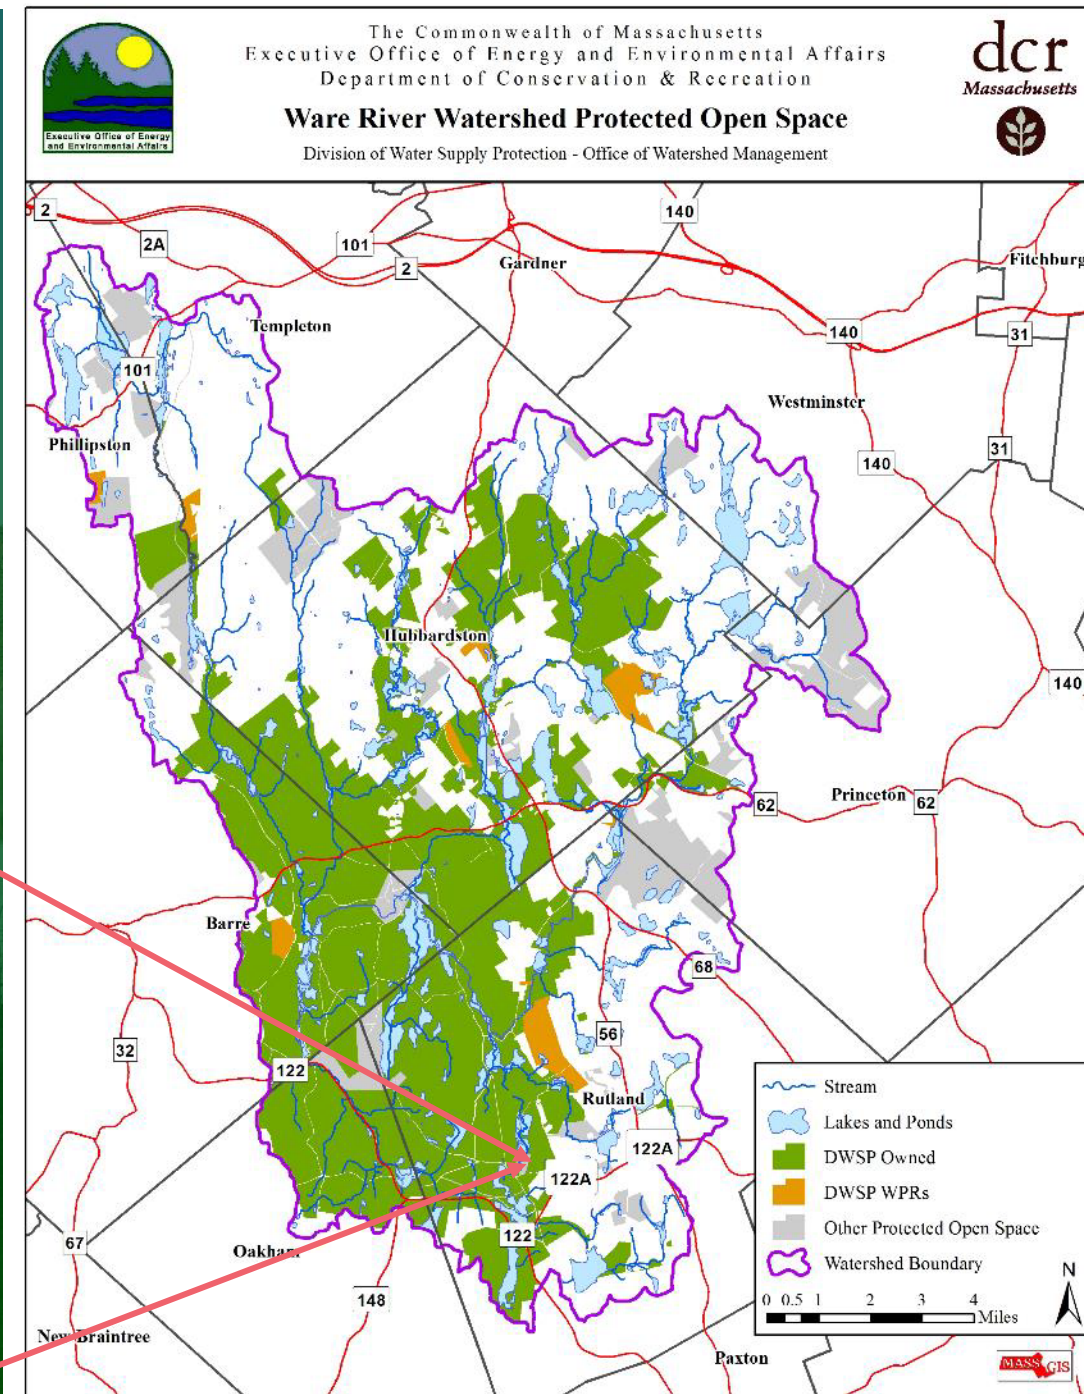 The Commonwealth of Massachusetts
Executive Office of Energy and Environmental Affairs
Department of Conservation & Recreation
Ware River Watershed Protected Open Space
Division of Water Supply Protection - Office of Watershed Management
Executive Office of Energy
and Environmental Affairs
dcr
Massachusetts
2
2A
101
2
140
Gardner
Fitchburg
Templeton
140
31
101
Westminster
Phillipston
140
31
Hubbardston
140
Princeton
62
62
Barre
68
32
56
122
Rutland
122A
122A
122
67
Oakham
148
New Braintree
Paxton
Stream
Lakes and Ponds
DWSP Owned
DWSP WPRs
Other Protected Open Space
Watershed Boundary
N
0 0.5 1 2 3 4
Miles
MASS GIS